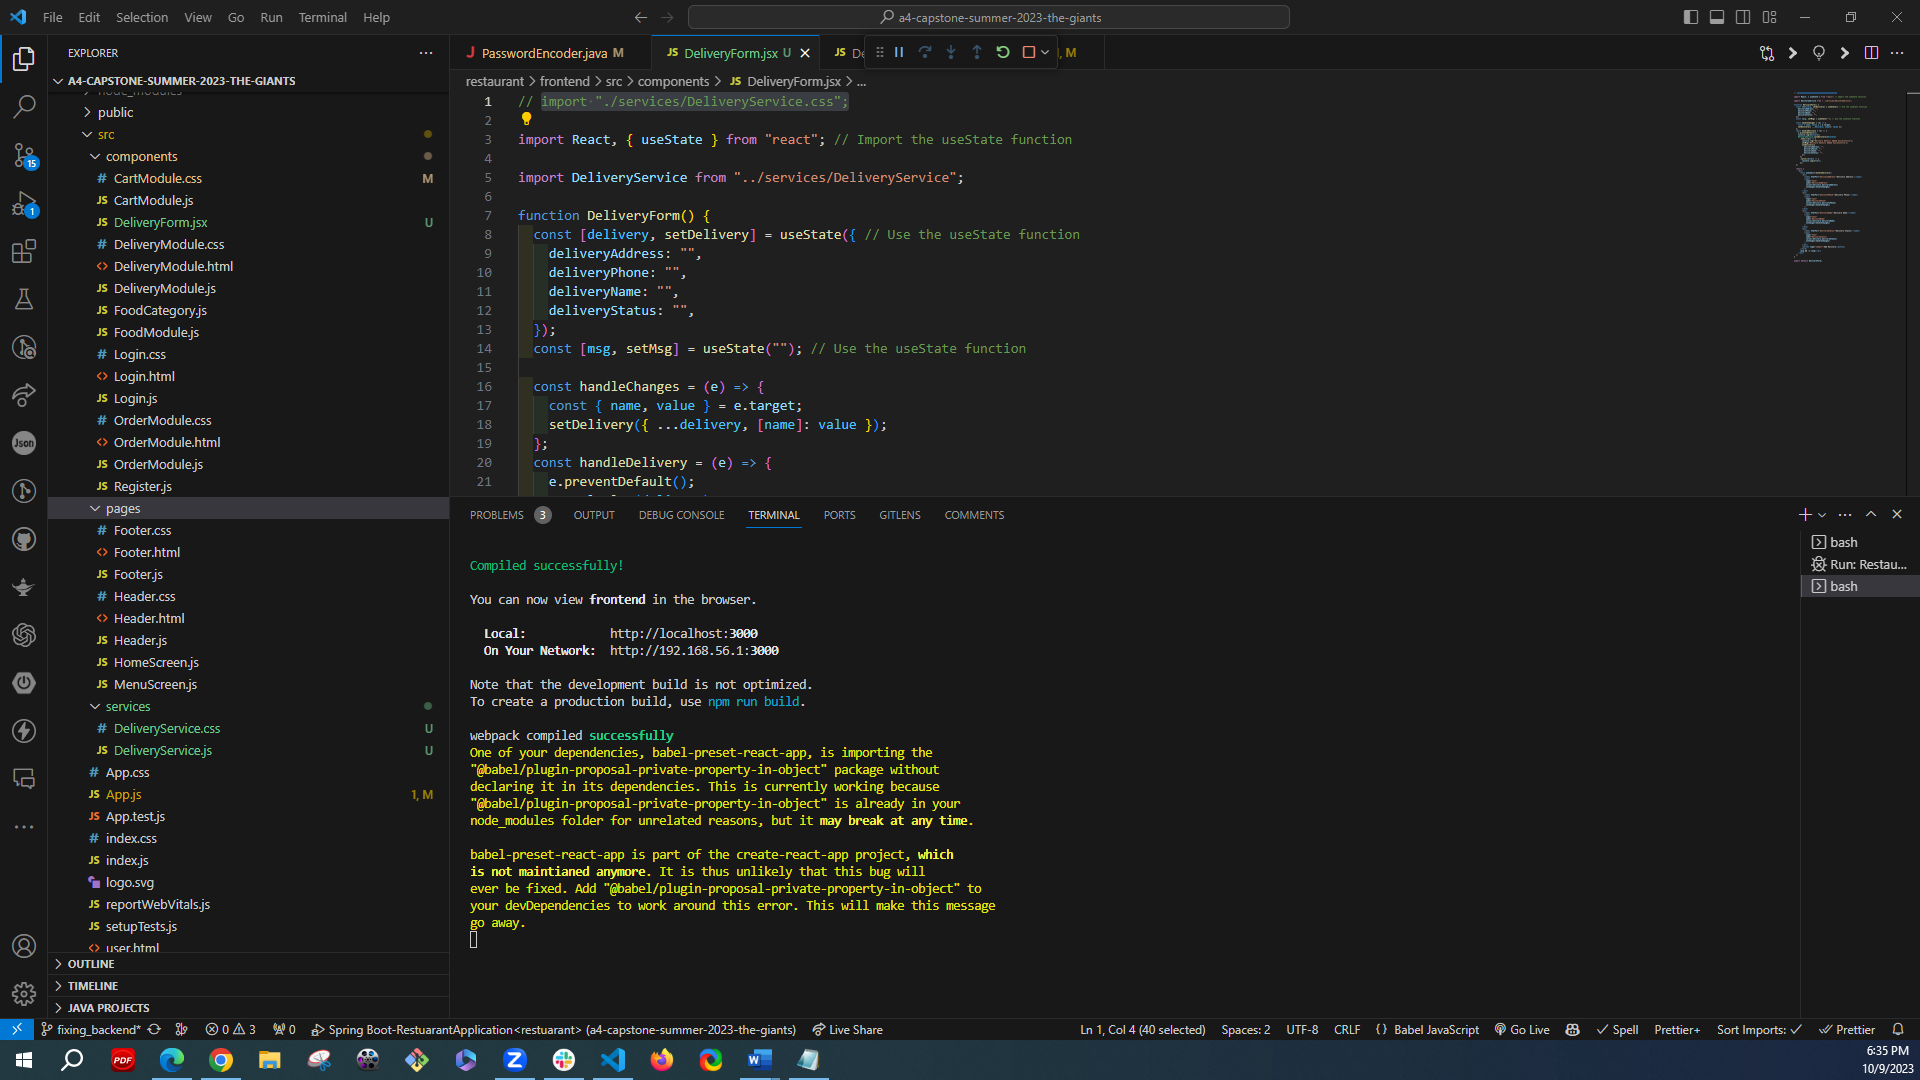 File Edit Selection View Go Run Terminal Help
a4-capstone-summer-2023-the-giants
EXPLORER
A4-CAPSTONE-SUMMER-2023-THE-GIANTS
node_modules
public
src
components
CartModule.css M
CartModule.js
DeliveryForm.jsx U
DeliveryModule.css
DeliveryModule.html
DeliveryModule.js
FoodCategory.js
FoodModule.js
Login.css
Login.html
Login.js
OrderModule.css
OrderModule.html
OrderModule.js
Register.js
pages
Footer.css
Footer.html
Footer.js
Header.css
Header.html
Header.js
HomeScreen.js
MenuScreen.js
services
DeliveryService.css U
DeliveryService.js U
App.css
App.js 1, M
App.test.js
index.css
index.js
logo.svg
reportWebVitals.js
setupTests.js
user.html
OUTLINE
TIMELINE
JAVA PROJECTS
15
1
Json
PasswordEncoder.java M
DeliveryForm.jsx U
De
, M
restaurant > frontend > src > components > JS DeliveryForm.jsx > ...
1 // import "./services/DeliveryService.css";
2
3 import React, { useState } from "react"; // Import the useState function
4
5 import DeliveryService from "../services/DeliveryService";
6
7 function DeliveryForm() {
8 const [delivery, setDelivery] = useState({ // Use the useState function
9 deliveryAddress: "",
10 deliveryPhone: "",
11 deliveryName: "",
12 deliveryStatus: "",
13 });
14 const [msg, setMsg] = useState(""); // Use the useState function
15
16 const handleChanges = (e) => {
17 const { name, value } = e.target;
18 setDelivery({ ...delivery, [name]: value });
19 };
20 const handleDelivery = (e) => {
21 e.preventDefault();
PROBLEMS 3 OUTPUT DEBUG CONSOLE TERMINAL PORTS GITLENS COMMENTS
bash
Run: Restau...
bash
Compiled successfully!
You can now view frontend in the browser.
Local: http://localhost:3000
On Your Network: http://192.168.56.1:3000
Note that the development build is not optimized.
To create a production build, use npm run build.
webpack compiled successfully
One of your dependencies, babel-preset-react-app, is importing the
"@babel/plugin-proposal-private-property-in-object" package without
declaring it in its dependencies. This is currently working because
"@babel/plugin-proposal-private-property-in-object" is already in your
node_modules folder for unrelated reasons, but it may break at any time.
babel-preset-react-app is part of the create-react-app project, which
is not maintianed anymore. It is thus unlikely that this bug will
ever be fixed. Add "@babel/plugin-proposal-private-property-in-object" to
your devDependencies to work around this error. This will make this message
go away.
fixing_backend* 0 3 0 Spring Boot-RestuarantApplication<restuarant> (a4-capstone-summer-2023-the-giants) Live Share
Ln 1, Col 4 (40 selected) Spaces: 2 UTF-8 CRLF {} Babel JavaScript Go Live Spell Prettier+ Sort Imports: Prettier
PDF
6:35 PM
10/9/2023